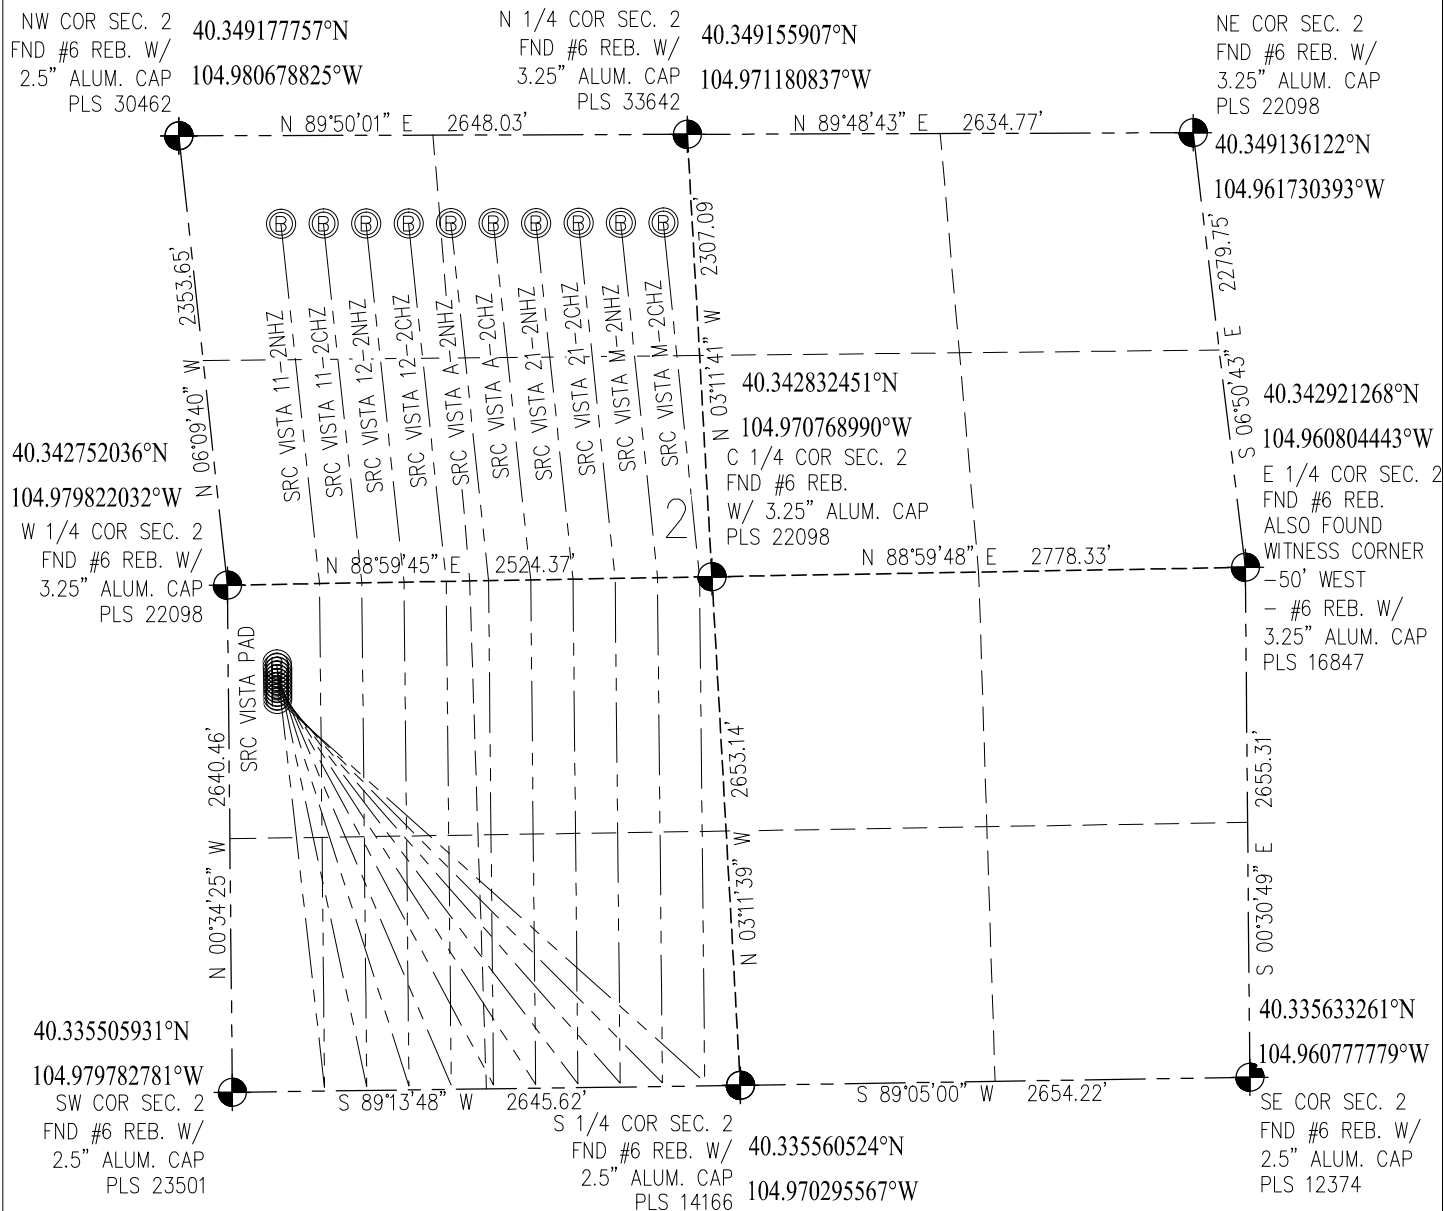 NW COR SEC. 2
FND #6 REB. W/
2.5" ALUM. CAP
PLS 30462
40.349177757°N
104.980678825°W
N 1/4 COR SEC. 2
FND #6 REB. W/
3.25" ALUM. CAP
PLS 33642
40.349155907°N
104.971180837°W
NE COR SEC. 2
FND #6 REB. W/
3.25" ALUM. CAP
PLS 22098
40.349136122°N
104.961730393°W
N 89°50'01" E 2648.03'
N 89°48'43" E 2634.77'
B
B
B
B
B
B
B
B
B
B
N 06°09'40" W 2353.65'
SRC VISTA 11-2NHZ
SRC VISTA 11-2CHZ
SRC VISTA 12-2NHZ
SRC VISTA 12-2CHZ
SRC VISTA A-2NHZ
SRC VISTA A-2CHZ
SRC VISTA 21-2NHZ
SRC VISTA 21-2CHZ
SRC VISTA M-2NHZ
SRC VISTA M-2CHZ
N 03°11'41" W 2307.09'
S 06°50'43" E 2279.75'
40.342832451°N
104.970768990°W
C 1/4 COR SEC. 2
FND #6 REB.
W/ 3.25" ALUM. CAP
PLS 22098
2
40.342921268°N
104.960804443°W
E 1/4 COR SEC. 2
FND #6 REB.
ALSO FOUND
WITNESS CORNER
-50' WEST
- #6 REB. W/
3.25" ALUM. CAP
PLS 16847
40.342752036°N
104.979822032°W
W 1/4 COR SEC. 2
FND #6 REB. W/
3.25" ALUM. CAP
PLS 22098
N 88°59'45" E 2524.37'
N 88°59'48" E 2778.33'
SRC VISTA PAD
N 00°34'25" W 2640.46'
N 03°11'39" W 2653.14'
S 00°30'49" E 2655.31'
40.335505931°N
104.979782781°W
SW COR SEC. 2
FND #6 REB. W/
2.5" ALUM. CAP
PLS 23501
S 89°13'48" W 2645.62'
S 1/4 COR SEC. 2
FND #6 REB. W/
2.5" ALUM. CAP
PLS 14166
40.335560524°N
104.970295567°W
S 89°05'00" W 2654.22'
40.335633261°N
104.960777779°W
SE COR SEC. 2
FND #6 REB. W/
2.5" ALUM. CAP
PLS 12374